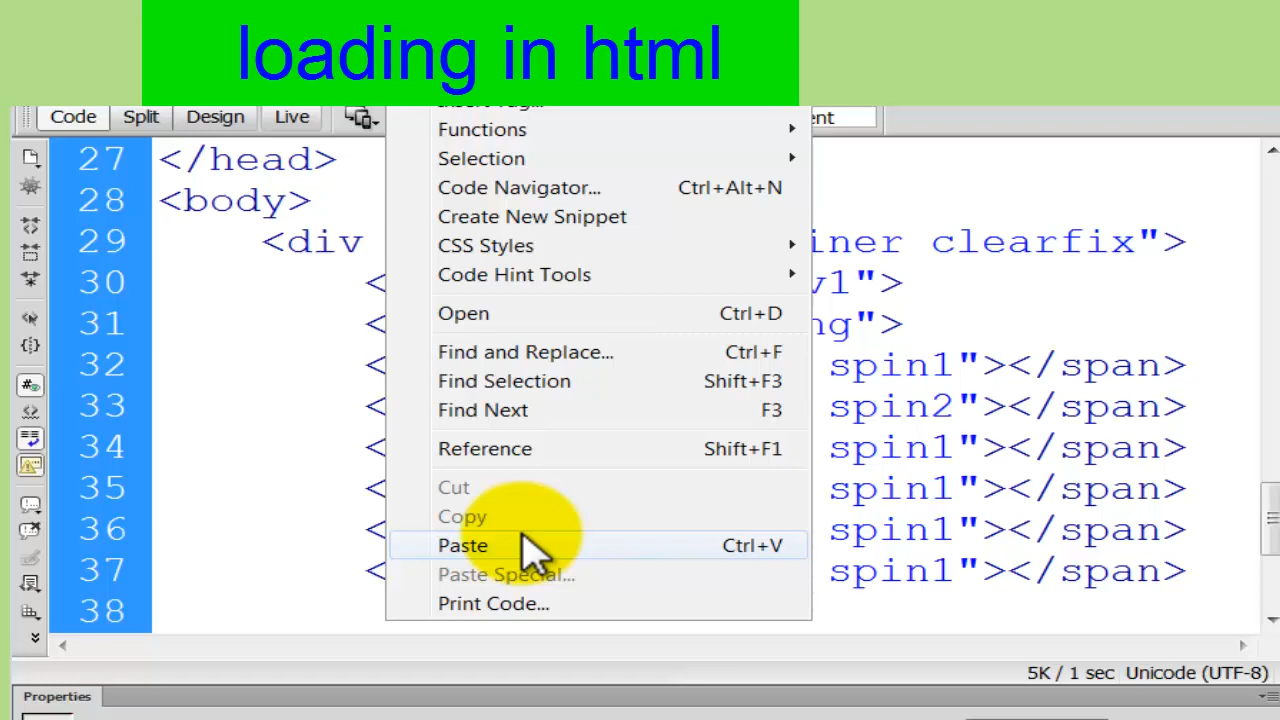 loading in html
Code Split Design Live
Functions
Selection
Code Navigator... Ctrl+Alt+N
Create New Snippet
CSS Styles
Code Hint Tools
Open Ctrl+D
Find and Replace... Ctrl+F
Find Selection Shift+F3
Find Next F3
Reference Shift+F1
Cut
Copy
Paste Ctrl+V
Paste Special...
Print Code...
27 </head>
28 <body>
29 <div iner clearfix">
30 < v1">
31 < ng">
32 < spin1"></span>
33 < spin2"></span>
34 < spin1"></span>
35 < spin1"></span>
36 < spin1"></span>
37 < spin1"></span>
38
5K / 1 sec Unicode (UTF-8)
Properties